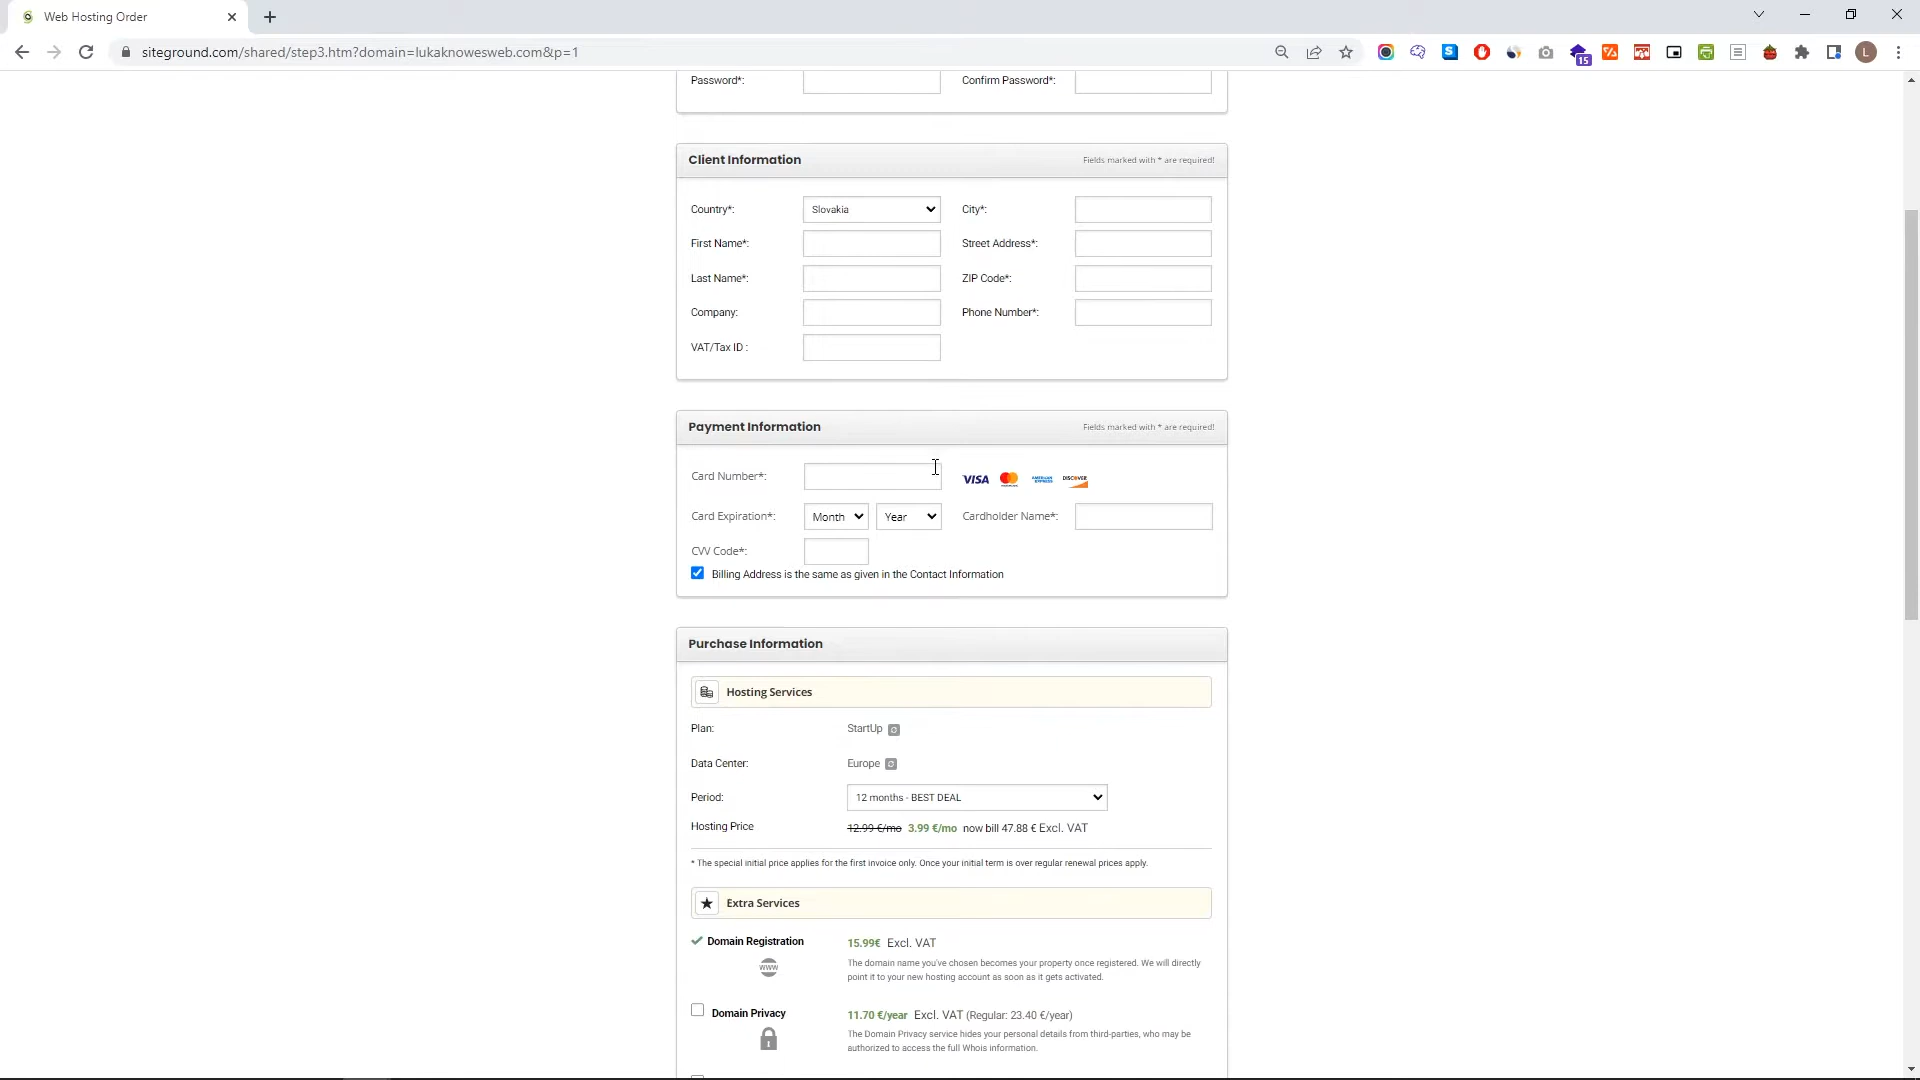 Web Hosting Order
siteground.com/shared/step3.htm?domain=lukaknowesweb.com&p=1
15
L
Password*: Confirm Password*:
Client Information Fields marked with * are required!
Country*: Slovakia City*:
First Name*: Street Address*:
Last Name*: ZIP Code*:
Company: Phone Number*:
VAT/Tax ID :
Payment Information Fields marked with * are required!
Card Number*: VISA AMERICAN EXPRESS DISCOVER
Card Expiration*: Month Year Cardholder Name*:
CVV Code*:
Billing Address is the same as given in the Contact Information
Purchase Information
Hosting Services
Plan: StartUp
Data Center: Europe
Period: 12 months - BEST DEAL
Hosting Price 12.99 €/mo 3.99 €/mo now bill 47.88 € Excl. VAT
* The special initial price applies for the first invoice only. Once your initial term is over regular renewal prices apply.
Extra Services
Domain Registration 15.99€ Excl. VAT
www The domain name you've chosen becomes your property once registered. We will directly
point it to your new hosting account as soon as it gets activated.
Domain Privacy 11.70 €/year Excl. VAT (Regular: 23.40 €/year)
The Domain Privacy service hides your personal details from third-parties, who may be
authorized to access the full Whois information.